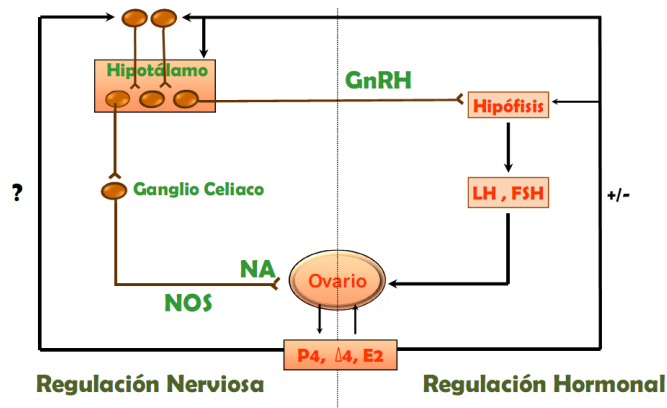 Hipotálamo
GnRH
Hipófisis
Ganglio Celiaco
LH , FSH
?
+/-
NA
NOS
Ovario
P4, Δ4, E2
Regulación Nerviosa
Regulación Hormonal